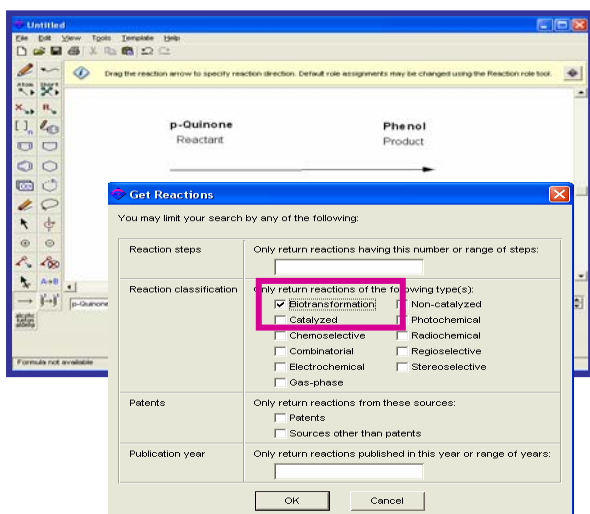 Untitled
File Edit View Tools Template Help
Drag the reaction arrow to specify reaction direction. Default role assignments may be changed using the Reaction role tool.
p-Quinone
Phenol
Reactant
Product
A+B
p-Quinone
Formula not available
Get Reactions
You may limit your search by any of the following:
Reaction steps
Only return reactions having this number or range of steps:
Reaction classification
Only return reactions of the following type(s):
Biotransformation
Non-catalyzed
Catalyzed
Photochemical
Chemoselective
Radiochemical
Combinatorial
Regioselective
Electrochemical
Stereoselective
Gas-phase
Patents
Only return reactions from these sources:
Patents
Sources other than patents
Publication year
Only return reactions published in this year or range of years:
OK
Cancel